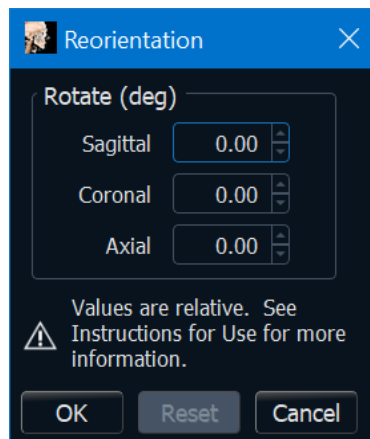 Reorientation
Rotate (deg)
Sagittal 0.00
Coronal 0.00
Axial 0.00
Values are relative.  See
Instructions for Use for more
information.
OK Reset Cancel